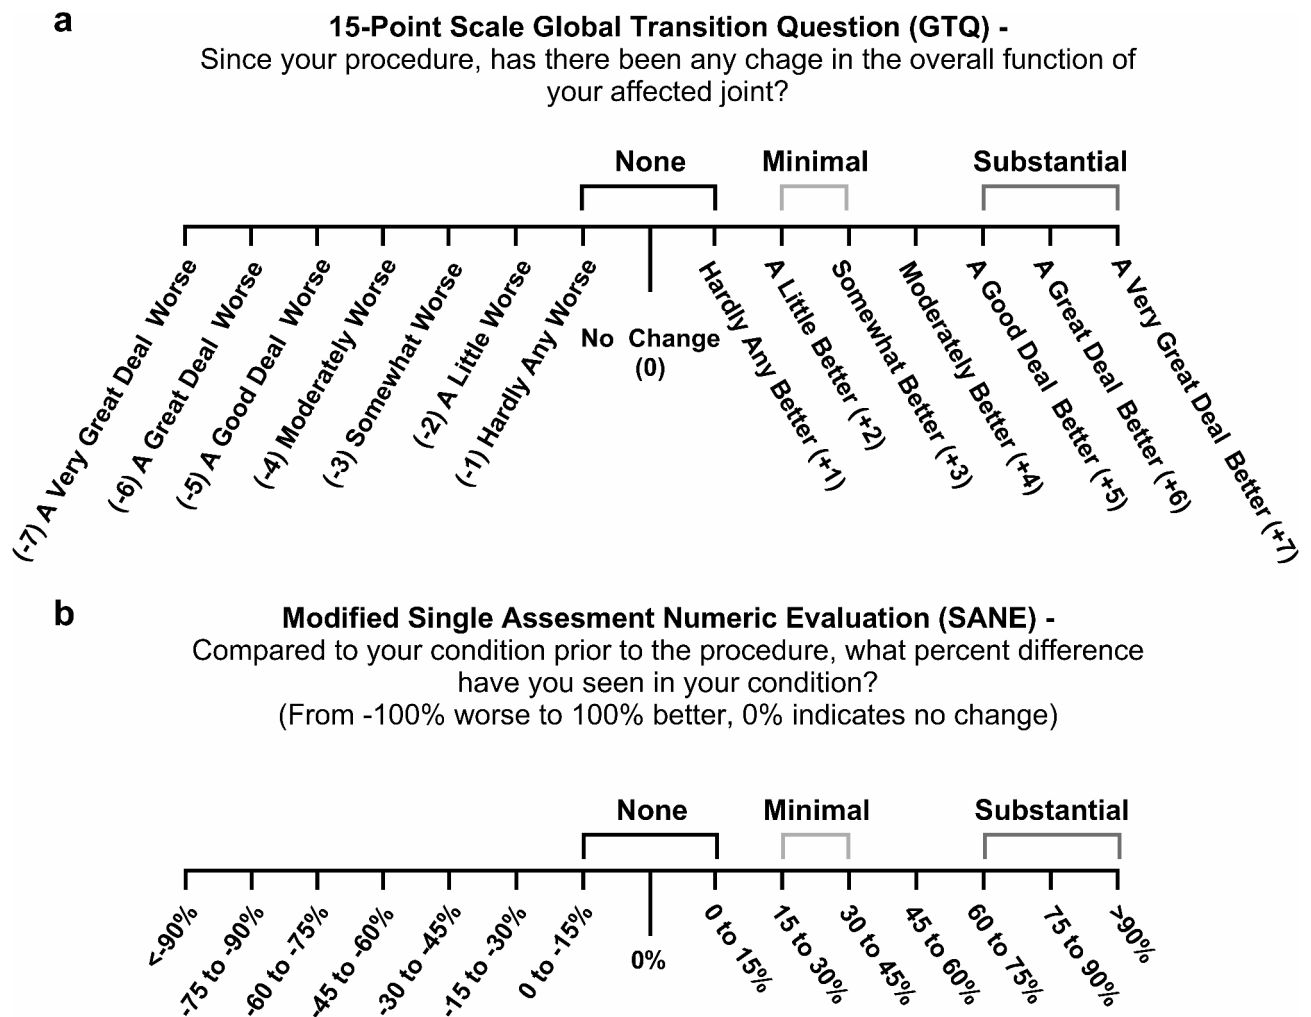 a
15-Point Scale Global Transition Question (GTQ) -
Since your procedure, has there been any chage in the overall function of
your affected joint?
None
Minimal
Substantial
(-7) A Very Great Deal Worse
(-6) A Great Deal Worse
(-5) A Good Deal Worse
(-4) Moderately Worse
(-3) Somewhat Worse
(-2) A Little Worse
(-1) Hardly Any Worse
No Change
(0)
Hardly Any Better (+1)
A Little Better (+2)
Somewhat Better (+3)
Moderately Better (+4)
A Good Deal Better (+5)
A Great Deal Better (+6)
A Very Great Deal Better (+7)
b
Modified Single Assesment Numeric Evaluation (SANE) -
Compared to your condition prior to the procedure, what percent difference
have you seen in your condition?
(From -100% worse to 100% better, 0% indicates no change)
None
Minimal
Substantial
<-90%
-75 to -90%
-60 to -75%
-45 to -60%
-30 to -45%
-15 to -30%
0 to -15%
0%
0 to 15%
15 to 30%
30 to 45%
45 to 60%
60 to 75%
75 to 90%
>90%